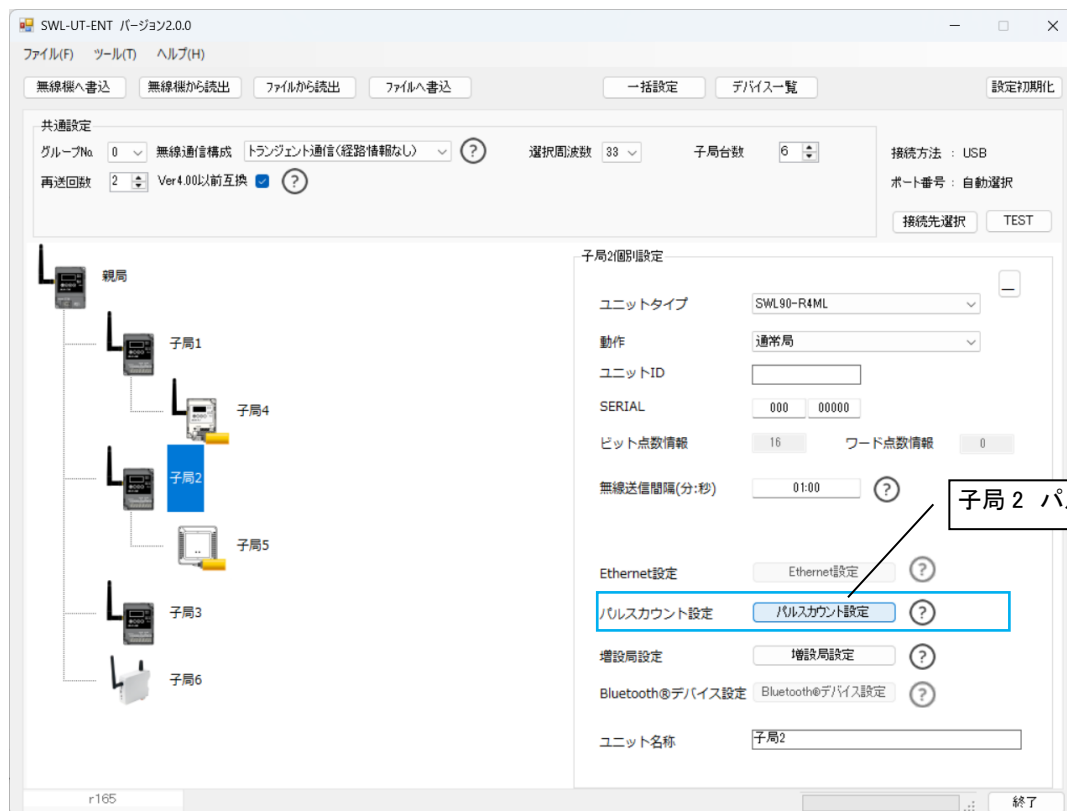 SWL-UT-ENT バージョン2.0.0
ファイル(F) ツール(T) ヘルプ(H)
無線機へ書込 無線機から読出 ファイルから読出 ファイルへ書込 一括設定 デバイス一覧 設定初期化
共通設定
グループNo. 0 無線通信構成 トランジェント通信(経路情報なし) ? 選択周波数 33 子局台数 6
再送回数 2 Ver4.00以前互換 ?
接続方法 : USB
ポート番号 : 自動選択
接続先選択 TEST
親局
子局1
子局4
子局2
子局5
子局3
子局6
子局2個別設定
_
ユニットタイプ SWL90-R4ML
動作 通常局
ユニットID
SERIAL 000 00000
ビット点数情報 16 ワード点数情報 0
無線送信間隔(分:秒) 01:00 ?
子局2 パ
Ethernet設定 Ethernet設定 ?
パルスカウント設定 パルスカウント設定 ?
増設局設定 増設局設定 ?
Bluetooth®デバイス設定 Bluetooth®デバイス設定 ?
ユニット名称 子局2
r165
終了